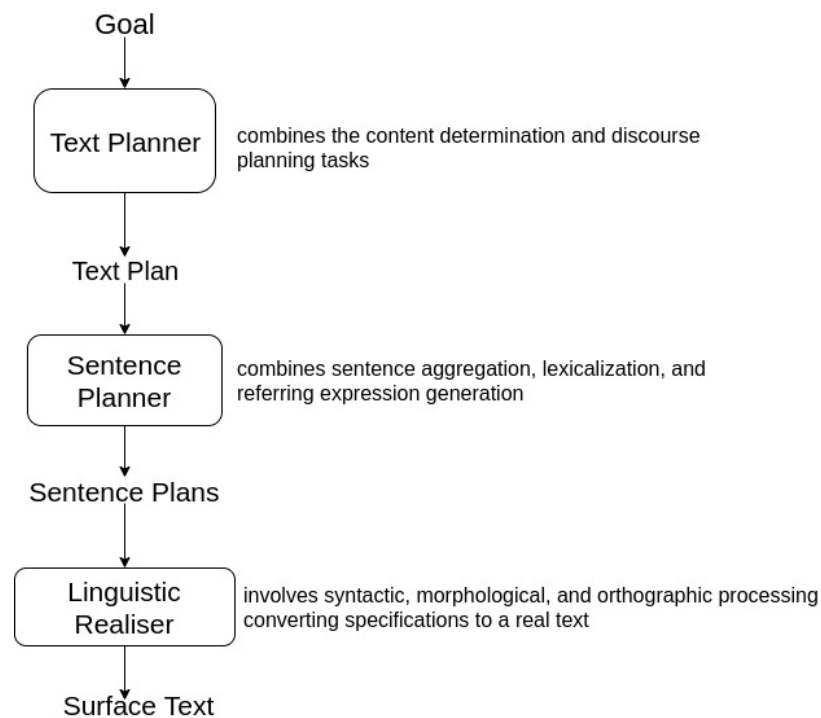 Goal
Text Planner
combines the content determination and discourse
planning tasks
Text Plan
Sentence
Planner
combines sentence aggregation, lexicalization, and
referring expression generation
Sentence Plans
Linguistic
Realiser
involves syntactic, morphological, and orthographic processing
converting specifications to a real text
Surface Text